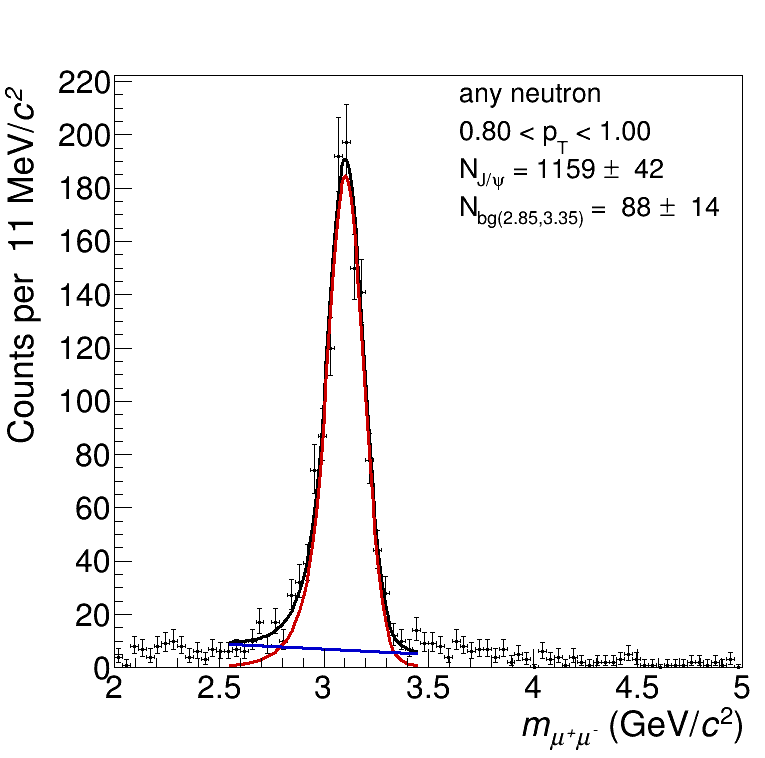 220
200
180
160
140
120
100
80
60
40
20
0
Counts per 11 MeV/c²
any neutron
0.80 < p_T < 1.00
N_J/ψ = 1159 ± 42
N_bg(2.85,3.35) = 88 ± 14
2 2.5 3 3.5 4 4.5 5
m_μ⁺μ⁻ (GeV/c²)